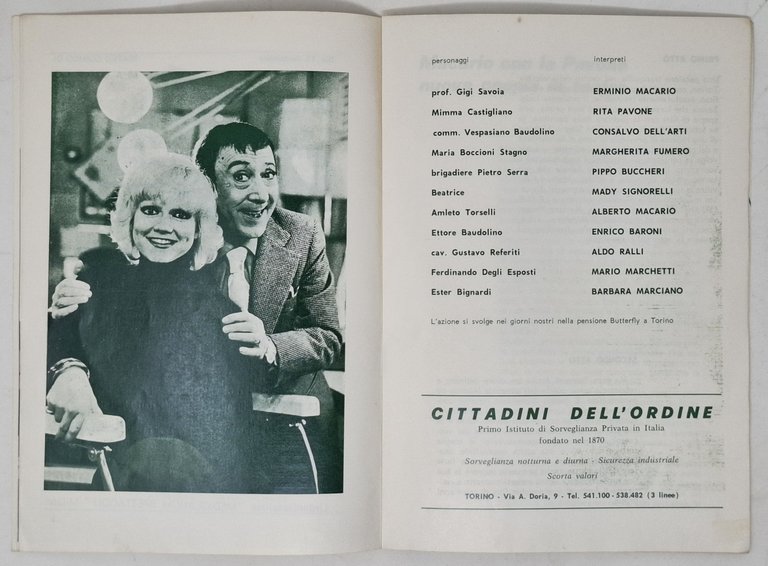 personaggi interpreti
prof. Gigi Savoia ERMINIO MACARIO
Mimma Castigliano RITA PAVONE
comm. Vespasiano Baudolino CONSALVO DELL'ARTI
Maria Boccioni Stagno MARGHERITA FUMERO
brigadiere Pietro Serra PIPPO BUCCHERI
Beatrice MADY SIGNORELLI
Amleto Torselli ALBERTO MACARIO
Ettore Baudolino ENRICO BARONI
cav. Gustavo Referiti ALDO RALLI
Ferdinando Degli Esposti MARIO MARCHETTI
Ester Bignardi BARBARA MARCIANO
L'azione si svolge nei giorni nostri nella pensione Butterfly a Torino
CITTADINI DELL'ORDINE
Primo Istituto di Sorveglianza Privata in Italia
fondato nel 1870
Sorveglianza notturna e diurna - Sicurezza industriale
Scorta valori
TORINO - Via A. Doria, 9 - Tel. 541.100 - 538.482 (3 linee)